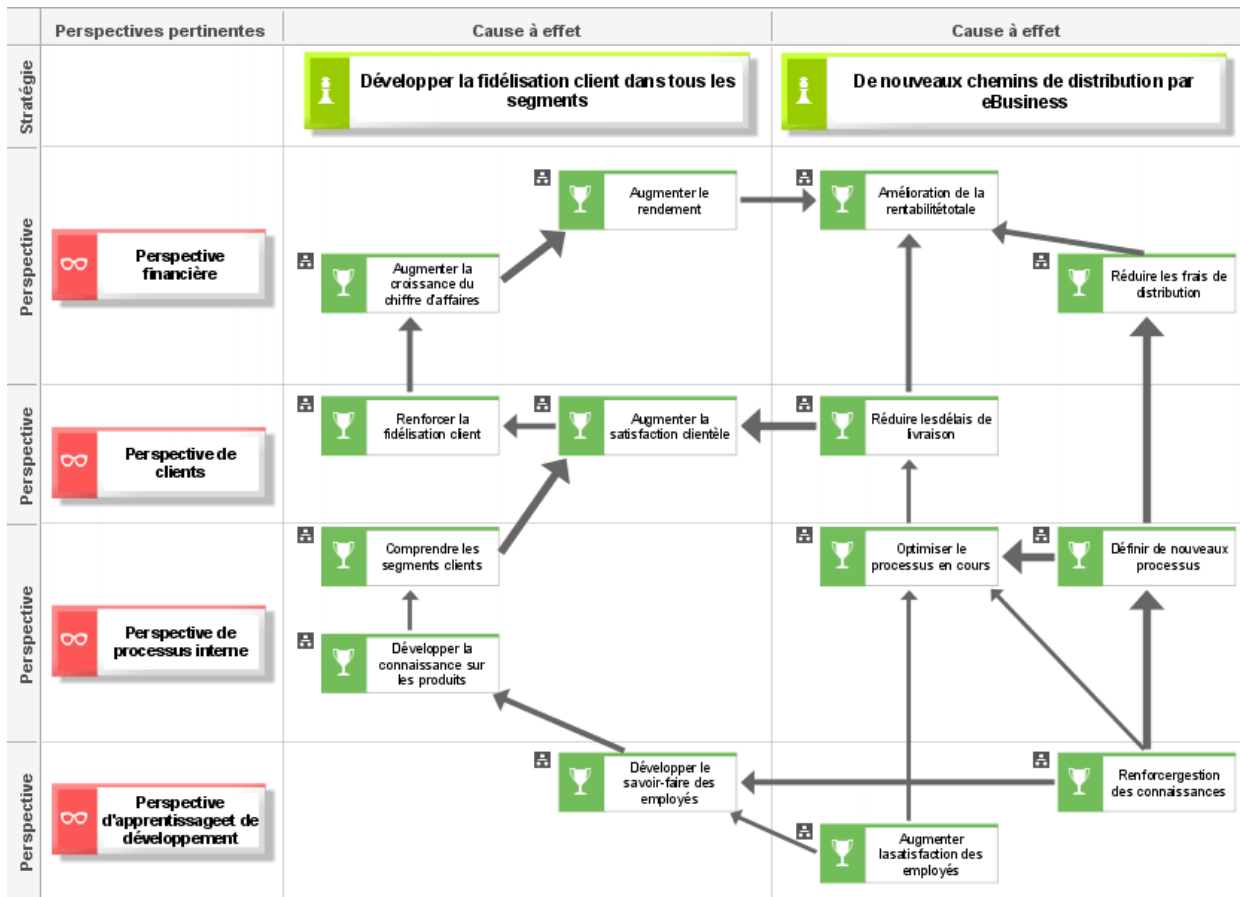 Perspectives pertinentes
Cause à effet
Cause à effet
Stratégie
Développer la fidélisation client dans tous les
segments
De nouveaux chemins de distribution par
eBusiness
Perspective
Perspective
financière
Augmenter le
rendement
Amélioration de la
rentabilitétotale
Augmenter la
croissance du
chiffre d'affaires
Réduire les frais de
distribution
Perspective
Perspective de
clients
Renforcer la
fidélisation client
Augmenter la
satisfaction clientèle
Réduire lesdélais de
livraison
Perspective
Perspective de
processus interne
Comprendre les
segments clients
Optimiser le
processus en cours
Définir de nouveaux
processus
Développer la
connaissance sur
les produits
Perspective
Perspective
d'apprentissageet de
développement
Développer le
savoir-faire des
employés
Renforcergestion
des connaissances
Augmenter
lasatisfaction des
employés